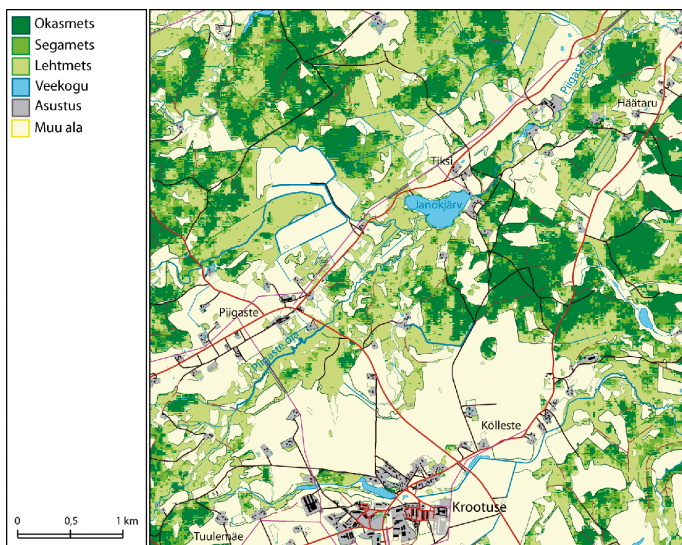 Okasmets
Segamets
Lehtmets
Veekogu
Asustus
Muu ala
0
0,5
1 km
Piigaste oja
Häätaru
Tiksi
Janokjärv
Piigaste
Piigaste oja
Kõlleste
Krootuse
Tuulemäe